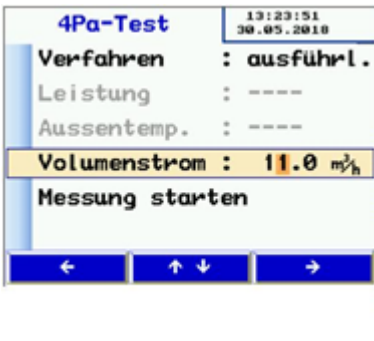 4Pa-Test
13:23:51
30.05.2018
Verfahren : ausführl.
Leistung : ----
Aussentemp. : ----
Volumenstrom : 11.0 m³/h
Messung starten
← ↑ ↓ →